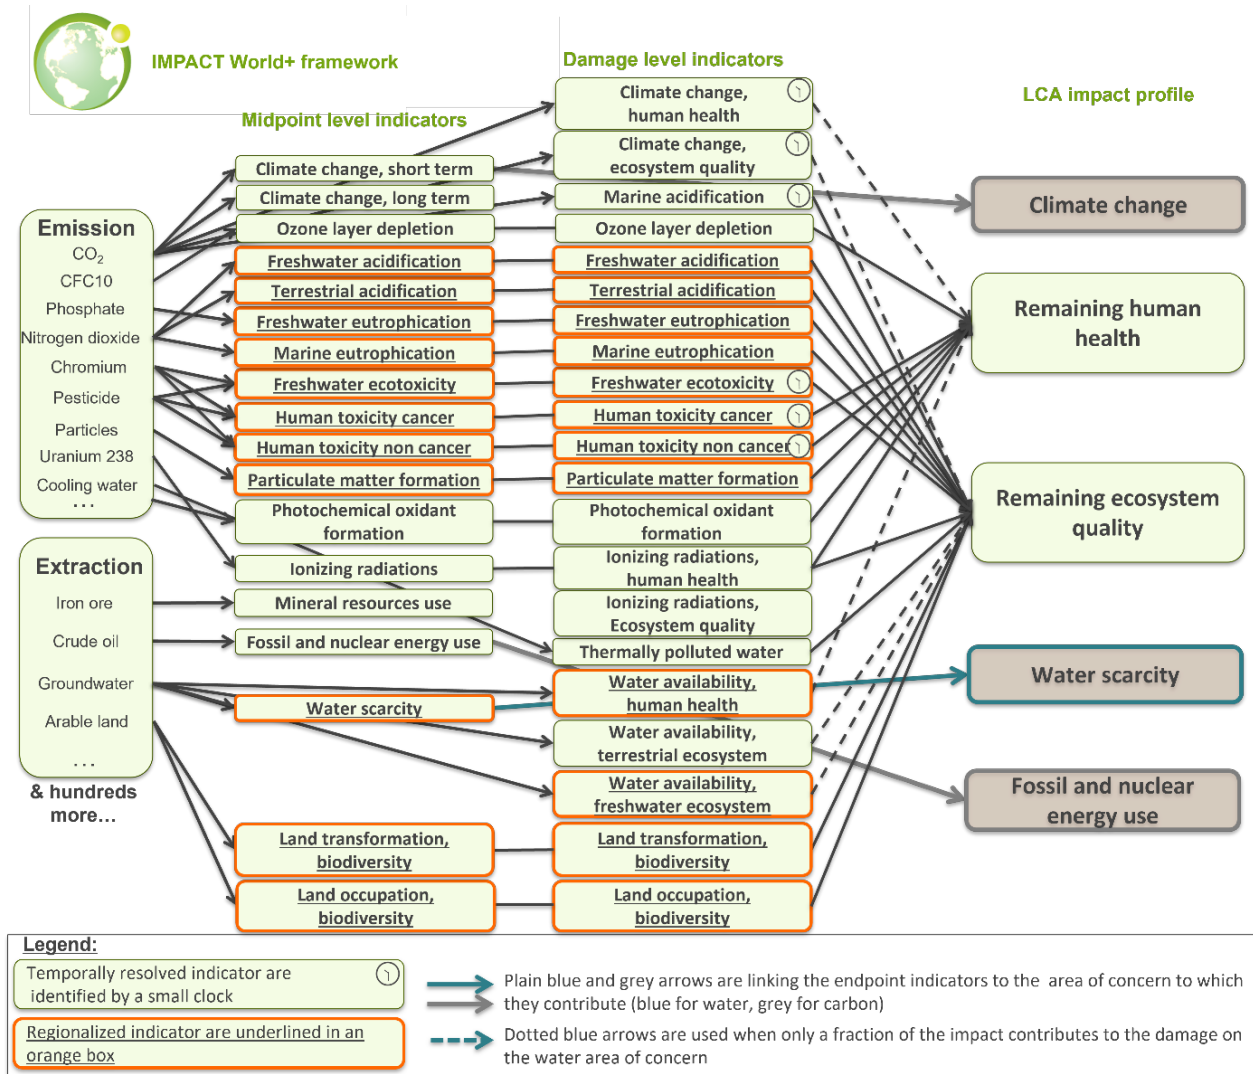 IMPACT World+ framework
Midpoint level indicators
Damage level indicators
LCA impact profile
Emission
CO2
CFC10
Phosphate
Nitrogen dioxide
Chromium
Pesticide
Particles
Uranium 238
Cooling water
...
Extraction
Iron ore
Crude oil
Groundwater
Arable land
...
& hundreds
more...
Climate change, short term
Climate change, long term
Ozone layer depletion
Freshwater acidification
Terrestrial acidification
Freshwater eutrophication
Marine eutrophication
Freshwater ecotoxicity
Human toxicity cancer
Human toxicity non cancer
Particulate matter formation
Photochemical oxidant
formation
Ionizing radiations
Mineral resources use
Fossil and nuclear energy use
Water scarcity
Land transformation,
biodiversity
Land occupation,
biodiversity
Climate change,
human health
Climate change,
ecosystem quality
Marine acidification
Ozone layer depletion
Freshwater acidification
Terrestrial acidification
Freshwater eutrophication
Marine eutrophication
Freshwater ecotoxicity
Human toxicity cancer
Human toxicity non cancer
Particulate matter formation
Photochemical oxidant
formation
Ionizing radiations,
human health
Ionizing radiations,
Ecosystem quality
Thermally polluted water
Water availability,
human health
Water availability,
terrestrial ecosystem
Water availability,
freshwater ecosystem
Land transformation,
biodiversity
Land occupation,
biodiversity
Climate change
Remaining human
health
Remaining ecosystem
quality
Water scarcity
Fossil and nuclear
energy use
Legend:
Temporally resolved indicator are
identified by a small clock
Regionalized indicator are underlined in an
orange box
Plain blue and grey arrows are linking the endpoint indicators to the area of concern to which
they contribute (blue for water, grey for carbon)
Dotted blue arrows are used when only a fraction of the impact contributes to the damage on
the water area of concern